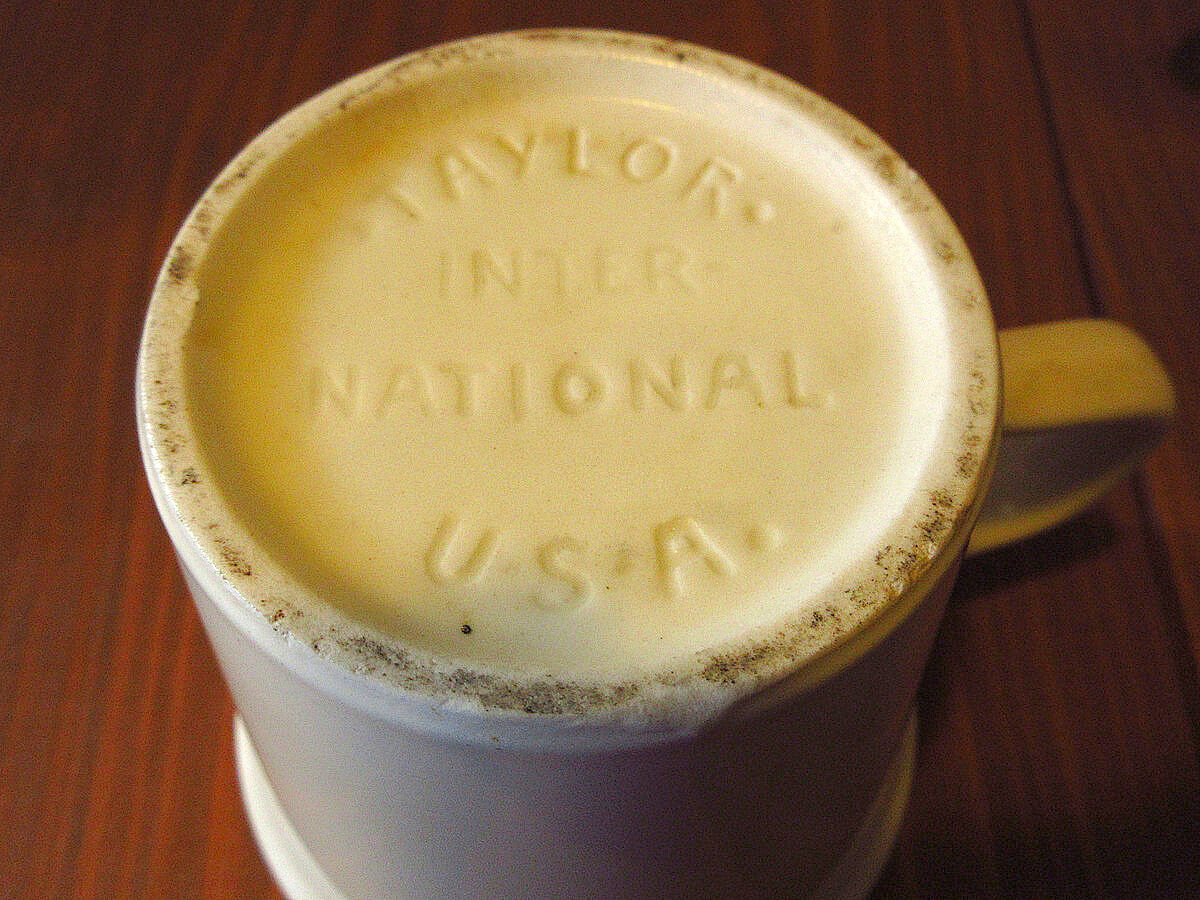 TAYLOR.
INTER-
NATIONAL
U.S.A.